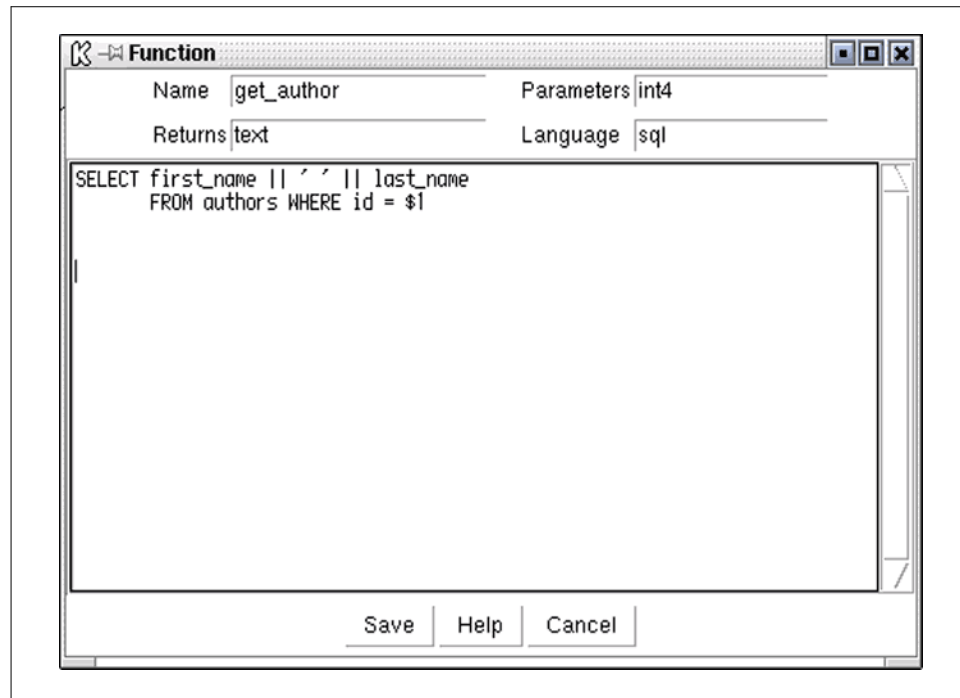 Function
Name get_author Parameters int4
Returns text Language sql
SELECT first_name || ´ ´ || last_name
FROM authors WHERE id = $1
Save Help Cancel